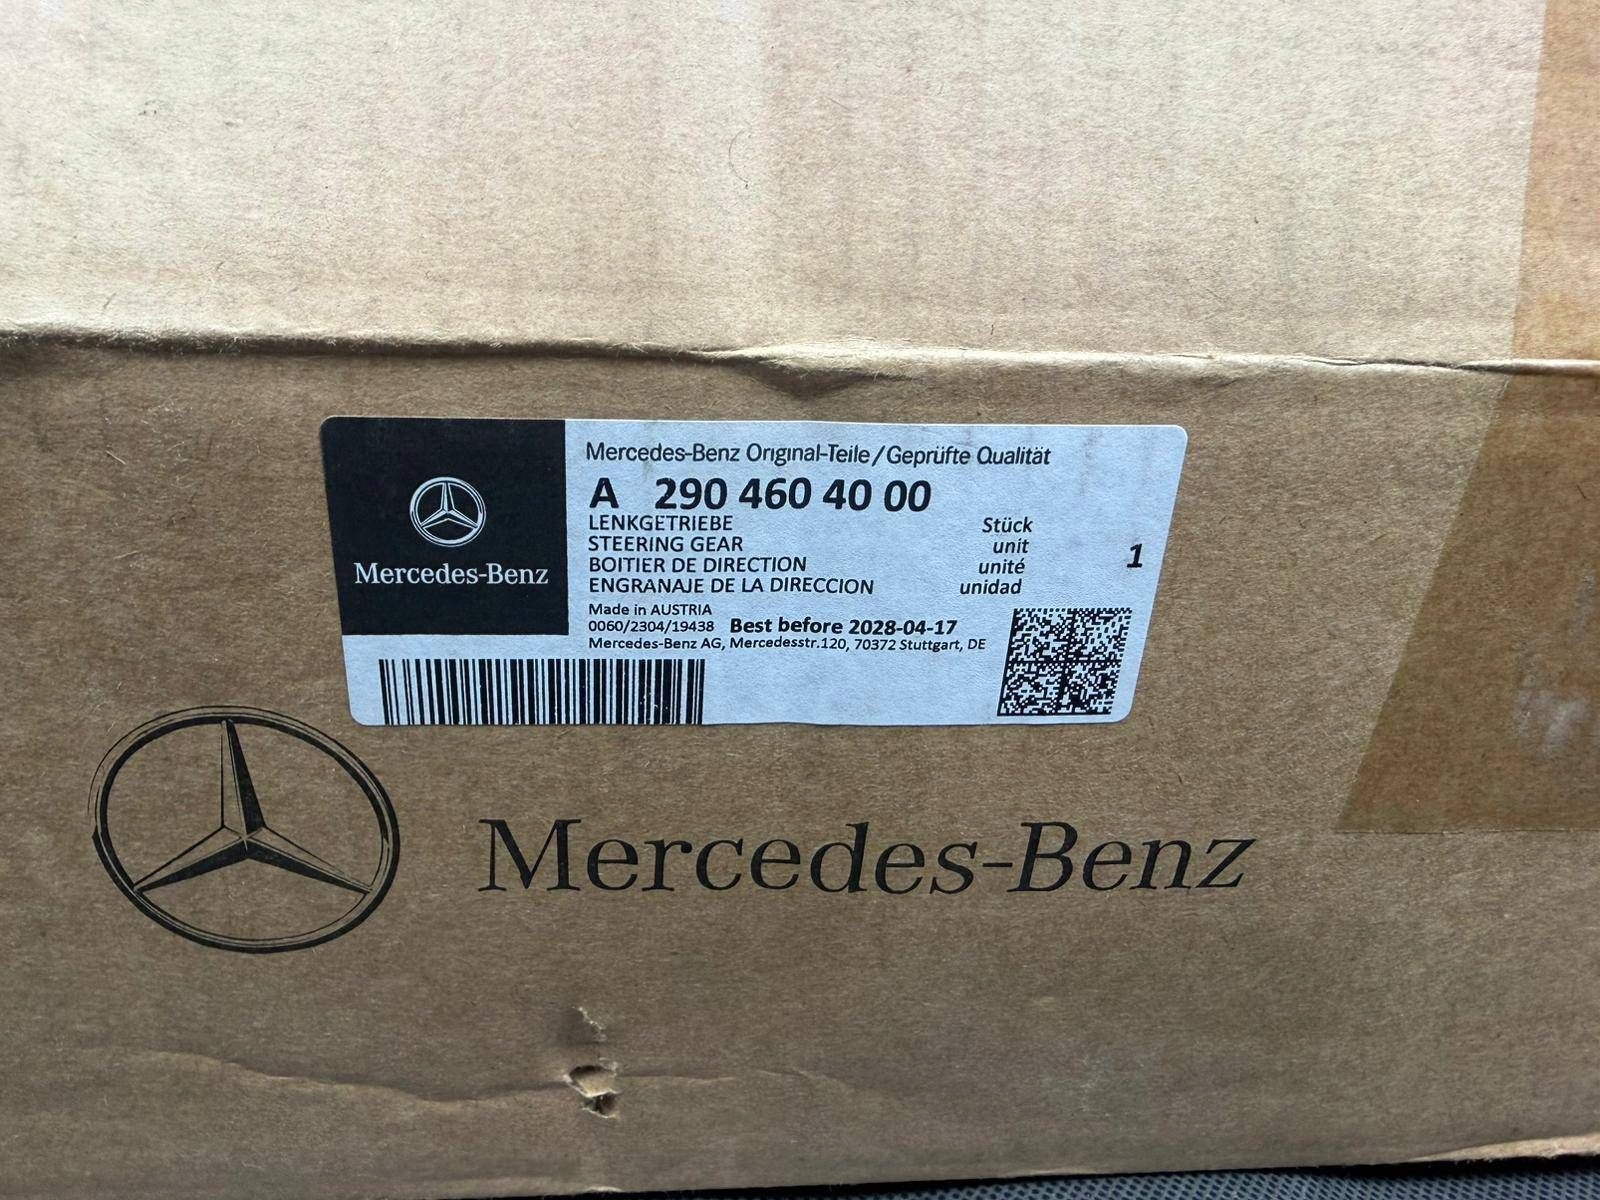 Mercedes-Benz Original-Teile/Geprüfte Qualität
A 290 460 40 00
LENKGETRIEBE Stück
STEERING GEAR unit
BOITIER DE DIRECTION unité
ENGRANAJE DE LA DIRECCION unidad
1
Made in AUSTRIA
0060/2304/19438 Best before 2028-04-17
Mercedes-Benz AG, Mercedesstr.120, 70372 Stuttgart, DE
Mercedes-Benz
Mercedes-Benz